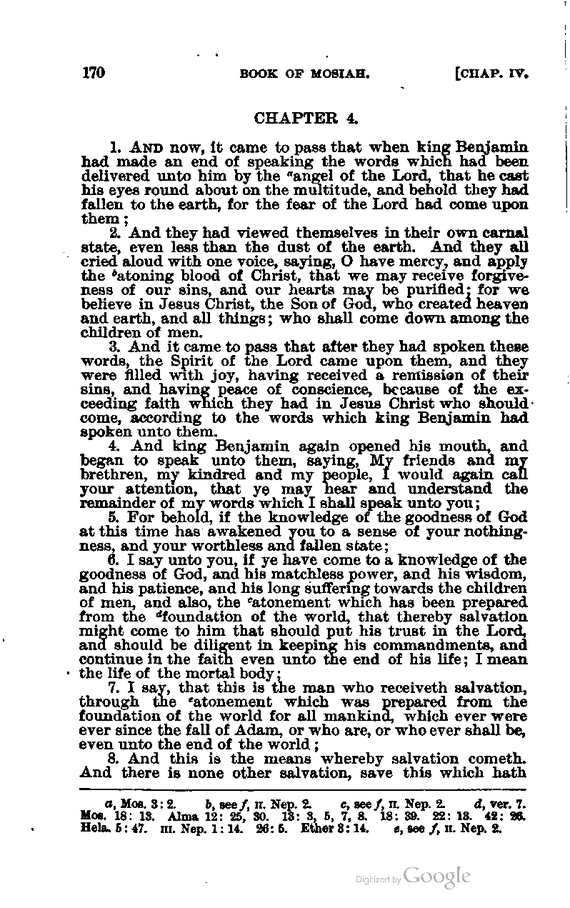 170 BOOK OF MOSIAH. [CHAP. IV.
CHAPTER 4.
1. AND now, it came to pass that when king Benjamin
had made an end of speaking the words which had been
delivered unto him by the ᵃangel of the Lord, that he cast
his eyes round about on the multitude, and behold they had
fallen to the earth, for the fear of the Lord had come upon
them;
2. And they had viewed themselves in their own carnal
state, even less than the dust of the earth. And they all
cried aloud with one voice, saying, O have mercy, and apply
the ᵇatoning blood of Christ, that we may receive forgive-
ness of our sins, and our hearts may be purified; for we
believe in Jesus Christ, the Son of God, who created heaven
and earth, and all things; who shall come down among the
children of men.
3. And it came to pass that after they had spoken these
words, the Spirit of the Lord came upon them, and they
were filled with joy, having received a remission of their
sins, and having peace of conscience, because of the ex-
ceeding faith which they had in Jesus Christ who should
come, according to the words which king Benjamin had
spoken unto them.
4. And king Benjamin again opened his mouth, and
began to speak unto them, saying, My friends and my
brethren, my kindred and my people, I would again call
your attention, that ye may hear and understand the
remainder of my words which I shall speak unto you;
5. For behold, if the knowledge of the goodness of God
at this time has awakened you to a sense of your nothing-
ness, and your worthless and fallen state;
6. I say unto you, if ye have come to a knowledge of the
goodness of God, and his matchless power, and his wisdom,
and his patience, and his long suffering towards the children
of men, and also, the ᶜatonement which has been prepared
from the ᵈfoundation of the world, that thereby salvation
might come to him that should put his trust in the Lord,
and should be diligent in keeping his commandments, and
continue in the faith even unto the end of his life; I mean
the life of the mortal body;
7. I say, that this is the man who receiveth salvation,
through the ᵉatonement which was prepared from the
foundation of the world for all mankind, which ever were
ever since the fall of Adam, or who are, or who ever shall be,
even unto the end of the world;
8. And this is the means whereby salvation cometh.
And there is none other salvation, save this which hath
a, Mos. 3:2. b, see f, II. Nep. 2. c, see f, II. Nep. 2. d, ver. 7.
Mos. 18: 13. Alma 12: 25, 30. 13: 3, 5, 7, 8. 18: 39. 22: 13. 42: 26.
Hela. 5: 47. III. Nep. 1: 14. 26: 5. Ether 3: 14. e, see f, II. Nep. 2.
Digitized by Google